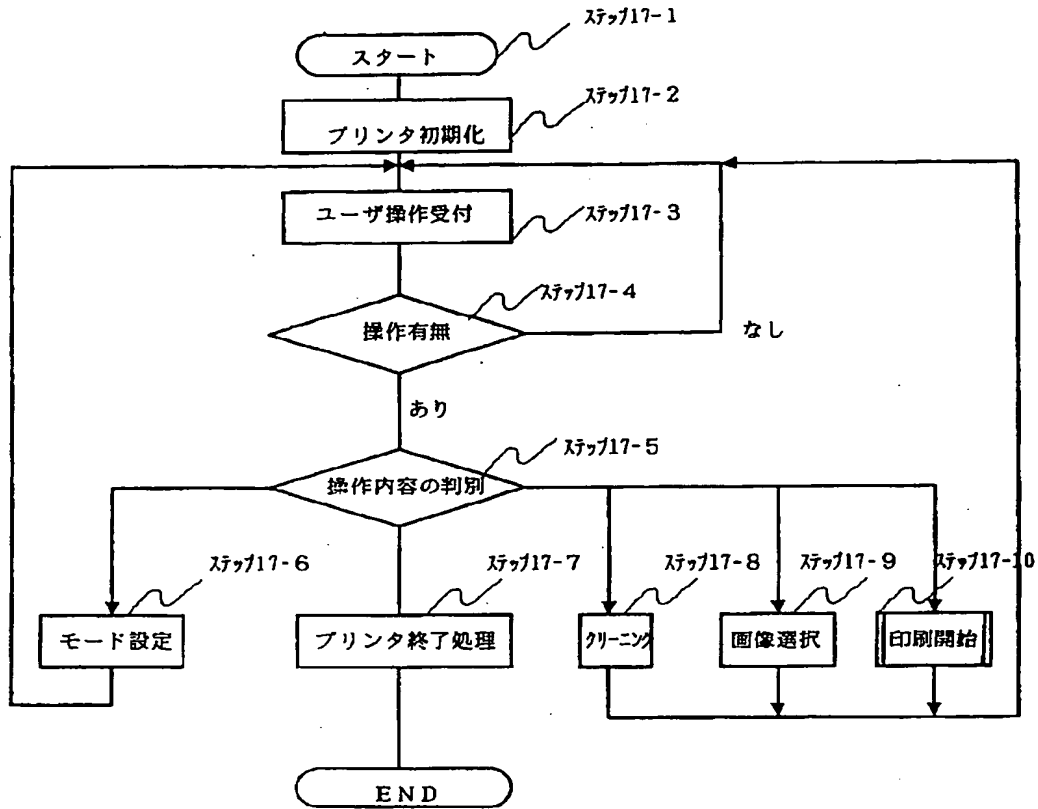 ステップ17-1
スタート
ステップ17-2
プリンタ初期化
ユーザ操作受付
ステップ17-3
ステップ17-4
操作有無
なし
あり
ステップ17-5
操作内容の判別
ステップ17-6
ステップ17-7
ステップ17-8
ステップ17-9
ステップ17-10
モード設定
プリンタ終了処理
クリーニング
画像選択
印刷開始
END